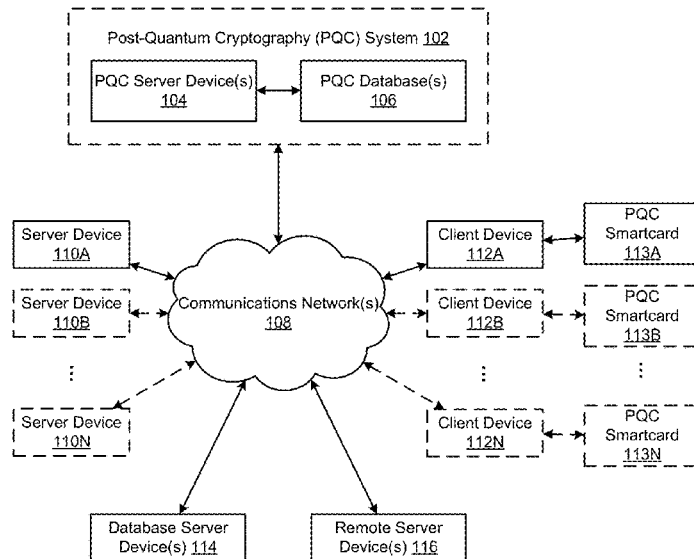 Post-Quantum Cryptography (PQC) System 102
PQC Server Device(s)
104
PQC Database(s)
106
Server Device
110A
Server Device
110B
...
Server Device
110N
Communications Network(s)
108
Client Device
112A
Client Device
112B
...
Client Device
112N
PQC
Smartcard
113A
PQC
Smartcard
113B
...
PQC
Smartcard
113N
Database Server
Device(s) 114
Remote Server
Device(s) 116